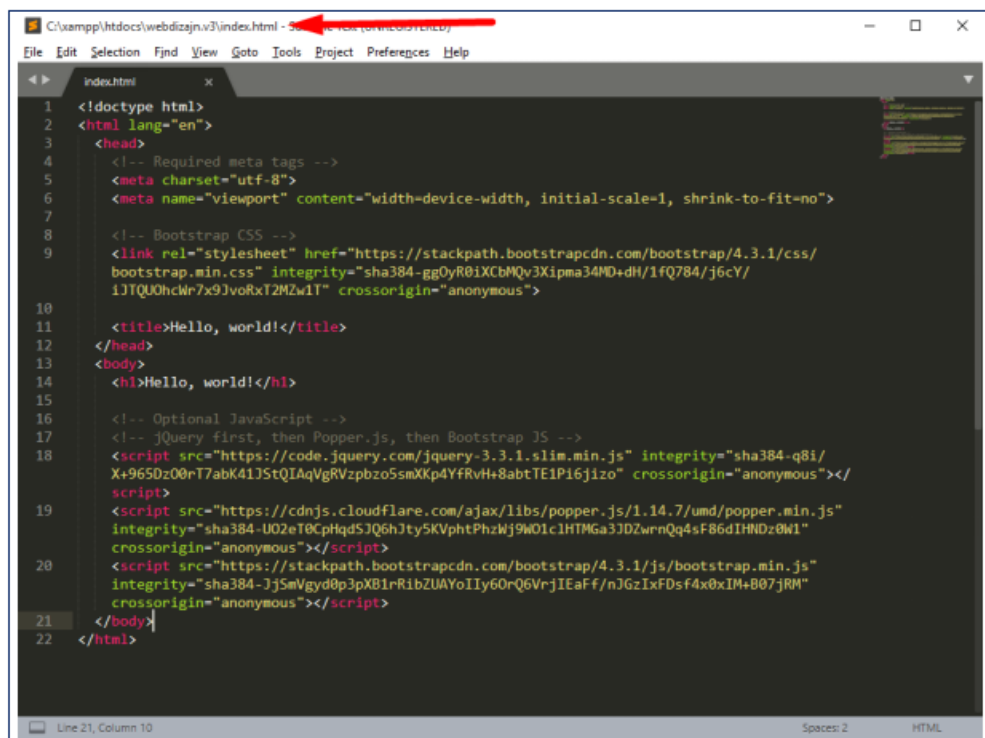 C:\xampp\htdocs\webdizajn.v3\index.html - Text (UNREGISTERED)
File Edit Selection Find View Goto Tools Project Preferences Help
index.html ×
1 <!doctype html>
2 <html lang="en">
3 <head>
4 <!-- Required meta tags -->
5 <meta charset="utf-8">
6 <meta name="viewport" content="width=device-width, initial-scale=1, shrink-to-fit=no">
7
8 <!-- Bootstrap CSS -->
9 <link rel="stylesheet" href="https://stackpath.bootstrapcdn.com/bootstrap/4.3.1/css/
bootstrap.min.css" integrity="sha384-ggOyR0iXCbMQv3Xipma34MD+dH/1fQ784/j6cY/
iJTQUOhcWr7x9JvoRxT2MZw1T" crossorigin="anonymous">
10
11 <title>Hello, world!</title>
12 </head>
13 <body>
14 <h1>Hello, world!</h1>
15
16 <!-- Optional JavaScript -->
17 <!-- jQuery first, then Popper.js, then Bootstrap JS -->
18 <script src="https://code.jquery.com/jquery-3.3.1.slim.min.js" integrity="sha384-q8i/
X+965DzO0rT7abK41JStQIAqVgRVzpbzo5smXKp4YfRvH+8abtTE1Pi6jizo" crossorigin="anonymous"></
script>
19 <script src="https://cdnjs.cloudflare.com/ajax/libs/popper.js/1.14.7/umd/popper.min.js"
integrity="sha384-UO2eT0CpHqdSJQ6hJty5KVphtPhzWj9WO1clHTMGa3JDZwrnQq4sF86dIHNDz0W1"
crossorigin="anonymous"></script>
20 <script src="https://stackpath.bootstrapcdn.com/bootstrap/4.3.1/js/bootstrap.min.js"
integrity="sha384-JjSmVgyd0p3pXB1rRibZUAYoIIy6OrQ6VrjIEaFf/nJGzIxFDsf4x0xIM+B07jRM"
crossorigin="anonymous"></script>
21 </body>
22 </html>
Line 21, Column 10 Spaces: 2 HTML